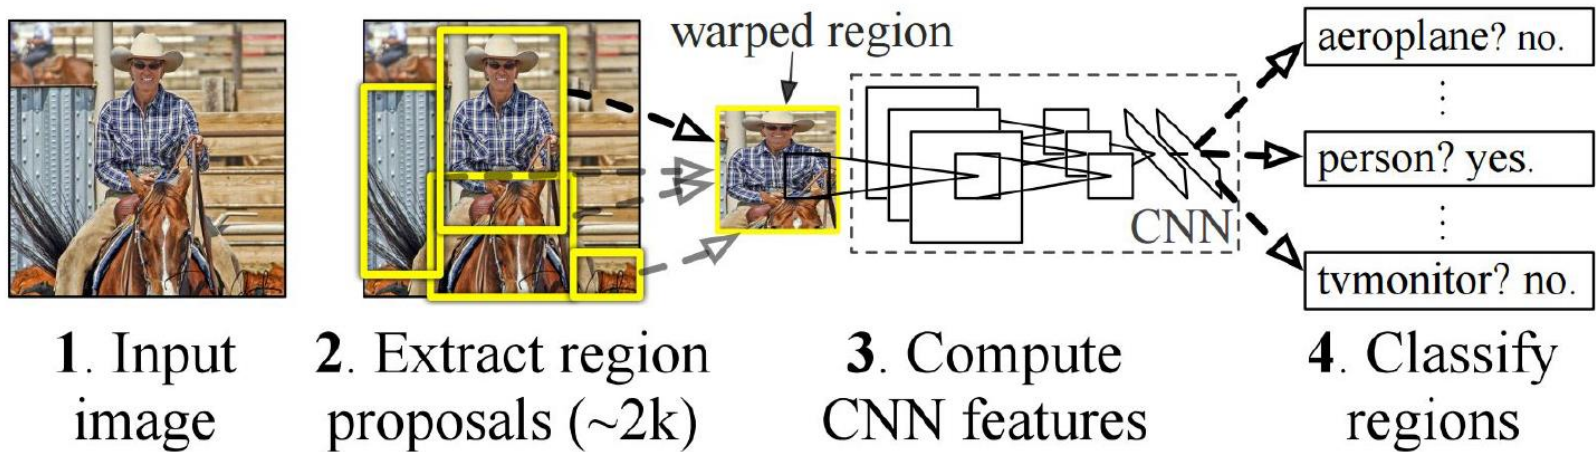 warped region
aeroplane? no.
person? yes.
CNN
tvmonitor? no.
1. Input
image
2. Extract region
proposals (~2k)
3. Compute
CNN features
4. Classify
regions